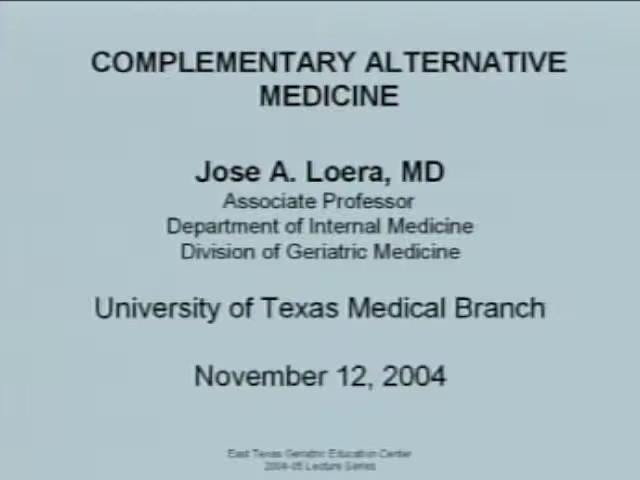 COMPLEMENTARY ALTERNATIVE
MEDICINE
Jose A. Loera, MD
Associate Professor
Department of Internal Medicine
Division of Geriatric Medicine
University of Texas Medical Branch
November 12, 2004
East Texas Geriatric Education Center
2004-05 Lecture Series